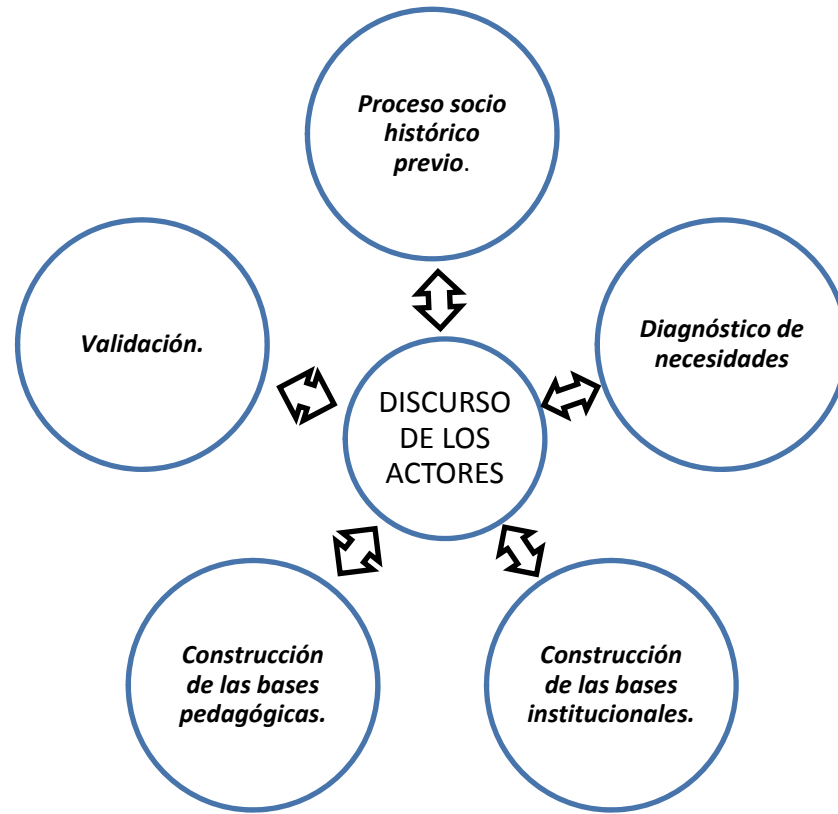 Proceso socio
histórico
previo.
Validación.
Diagnóstico de
necesidades
DISCURSO
DE LOS
ACTORES
Construcción
de las bases
pedagógicas.
Construcción
de las bases
institucionales.